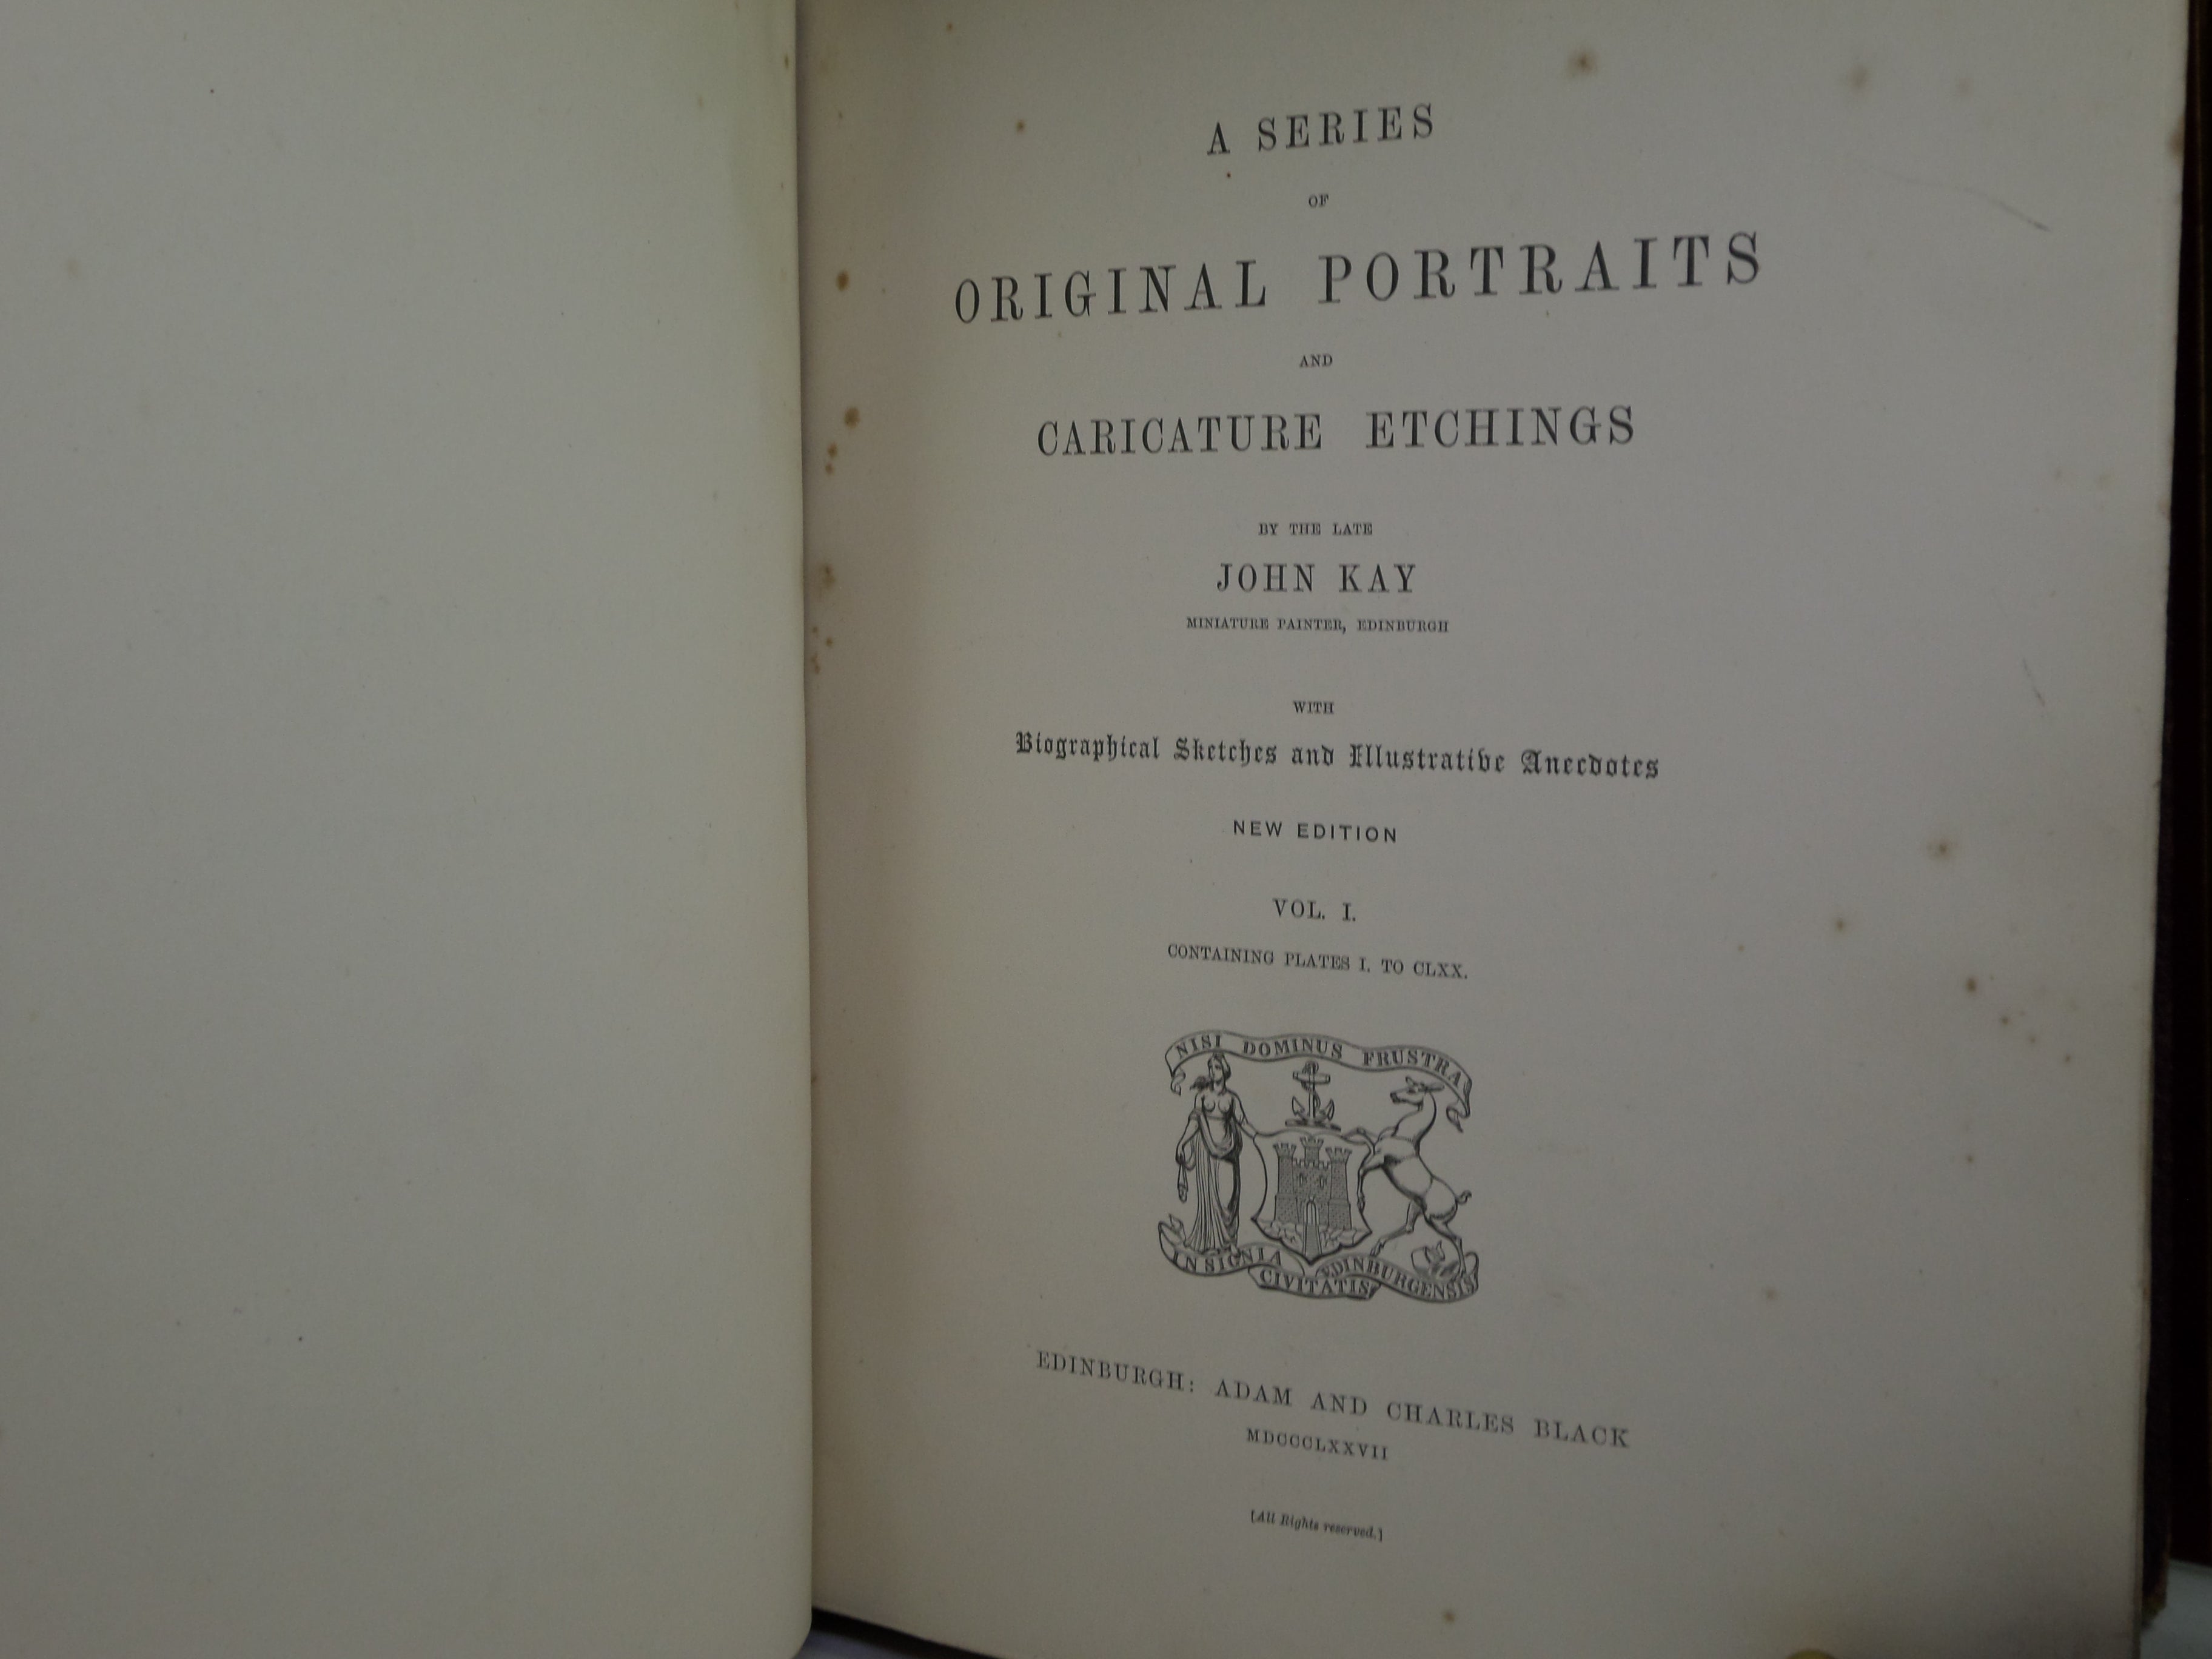 A SERIES
OF
ORIGINAL PORTRAITS
AND
CARICATURE ETCHINGS
BY THE LATE
JOHN KAY
MINIATURE PAINTER, EDINBURGH
WITH
Biographical Sketches and Illustrative Anecdotes
NEW EDITION
VOL. I.
CONTAINING PLATES I. TO CLXX.
NISI DOMINUS FRUSTRA
INSIGNIA CIVITATIS EDINBURGENSIS
EDINBURGH: ADAM AND CHARLES BLACK
MDCCCLXXVII
[All Rights reserved.]